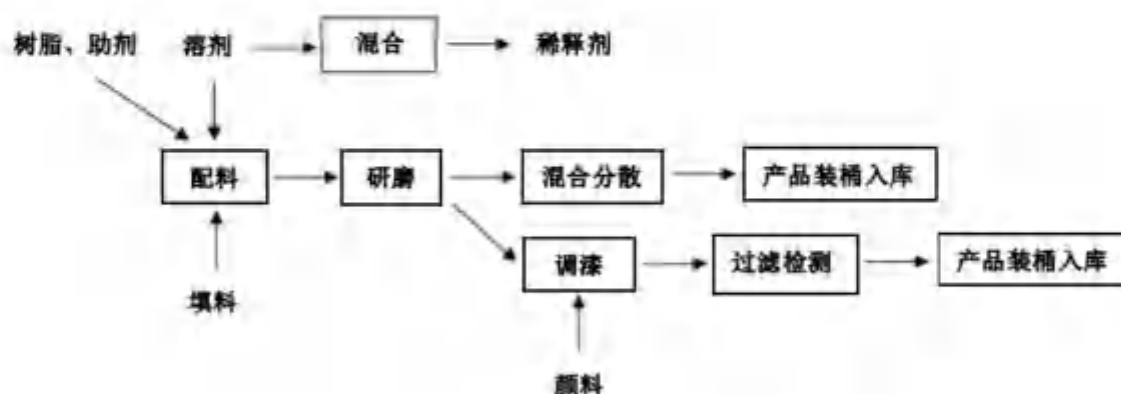 树脂、助剂 溶剂 混合 稀释剂
配料 研磨 混合分散 产品装桶入库
调漆 过滤检测 产品装桶入库
填料
颜料